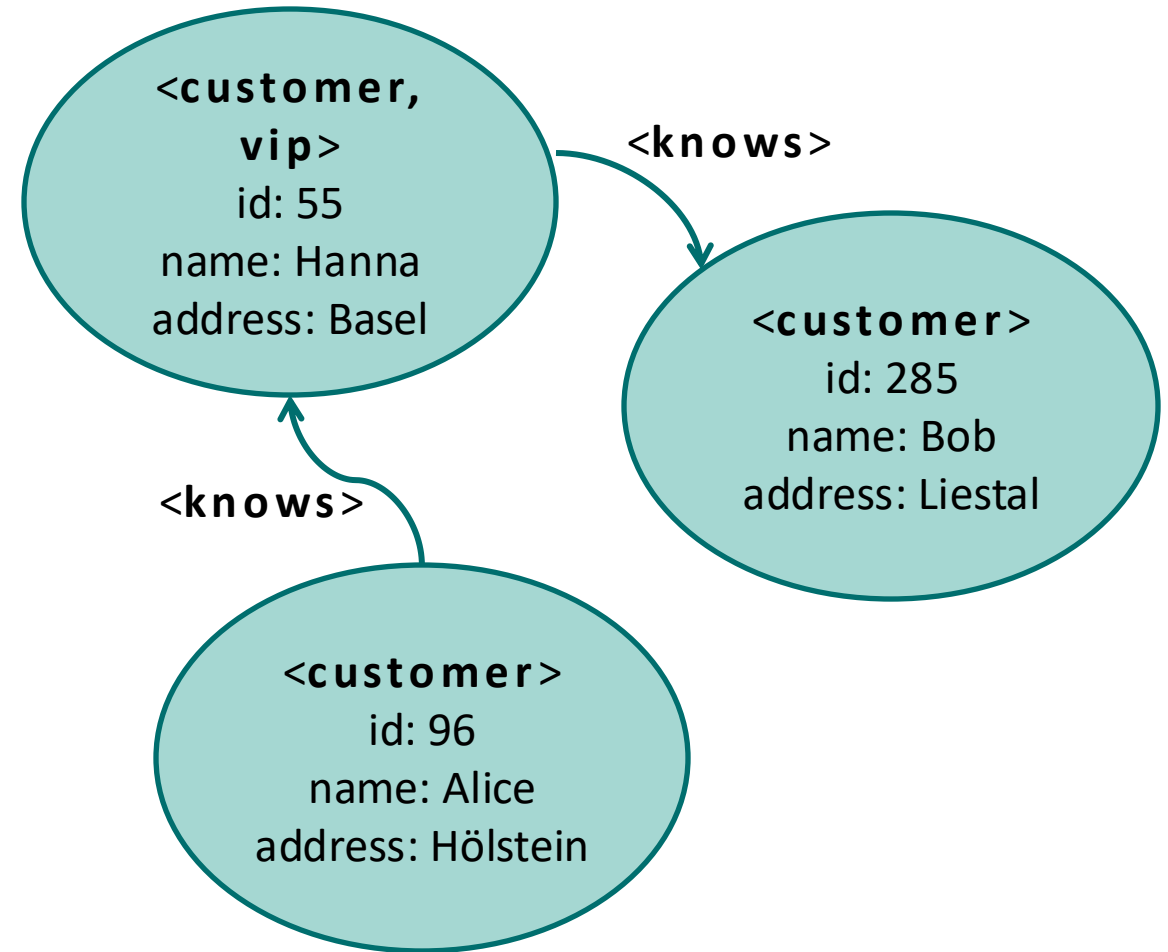 <customer,
vip>
id: 55
name: Hanna
address: Basel
<knows>
<customer>
id: 285
name: Bob
address: Liestal
<knows>
<customer>
id: 96
name: Alice
address: Hölstein